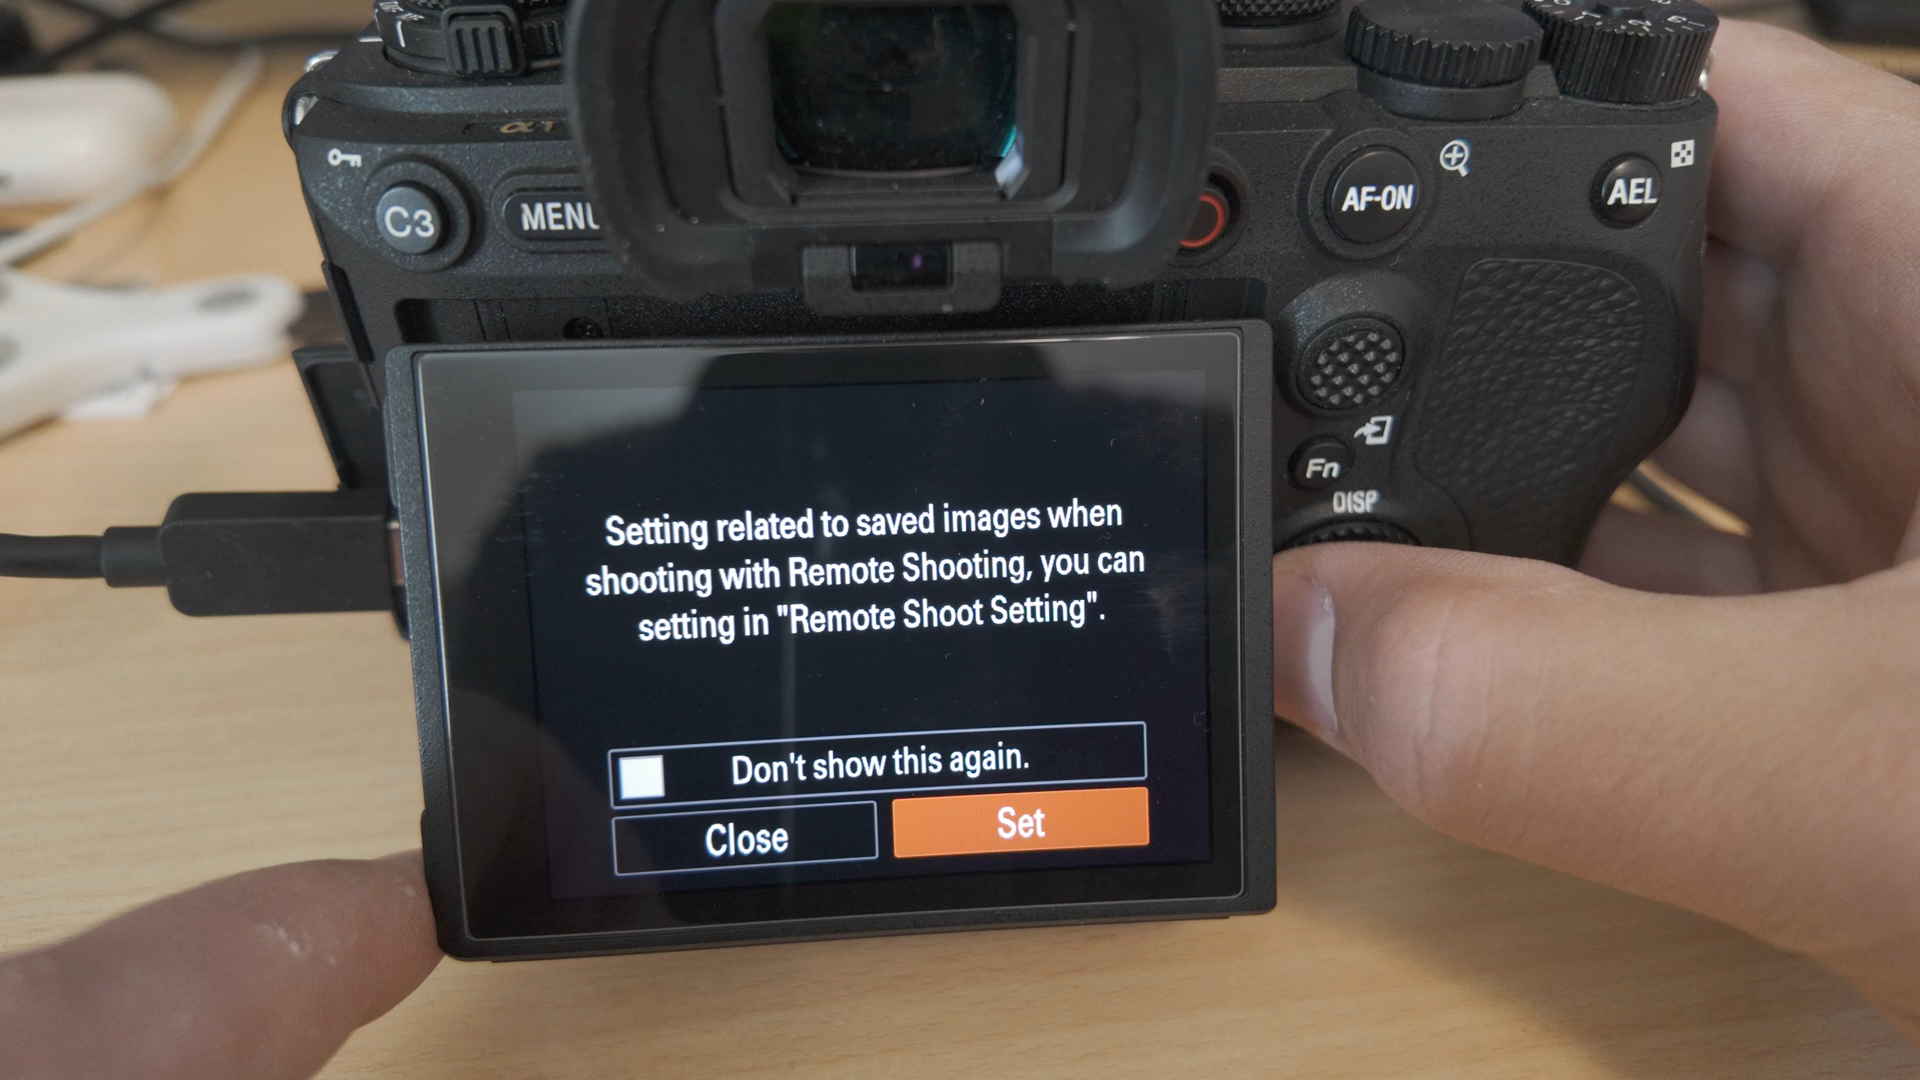 α1
C3
MENU
AF-ON
AEL
Fn
DISP
Setting related to saved images when
shooting with Remote Shooting, you can
setting in "Remote Shoot Setting".
Don't show this again.
Close
Set